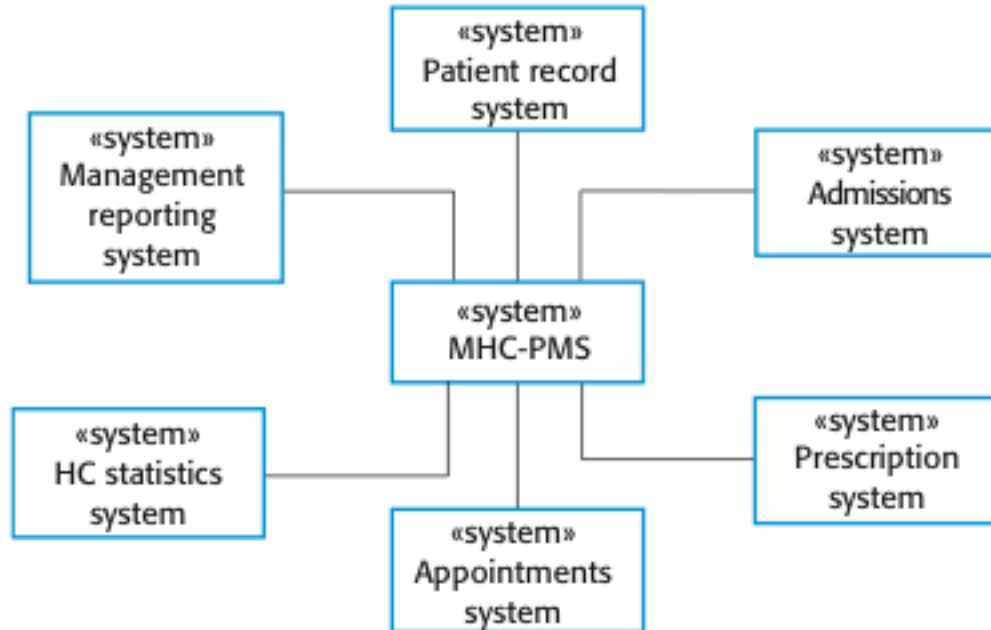 «system»
Patient record
system
«system»
Management
reporting
system
«system»
Admissions
system
«system»
MHC-PMS
«system»
HC statistics
system
«system»
Prescription
system
«system»
Appointments
system